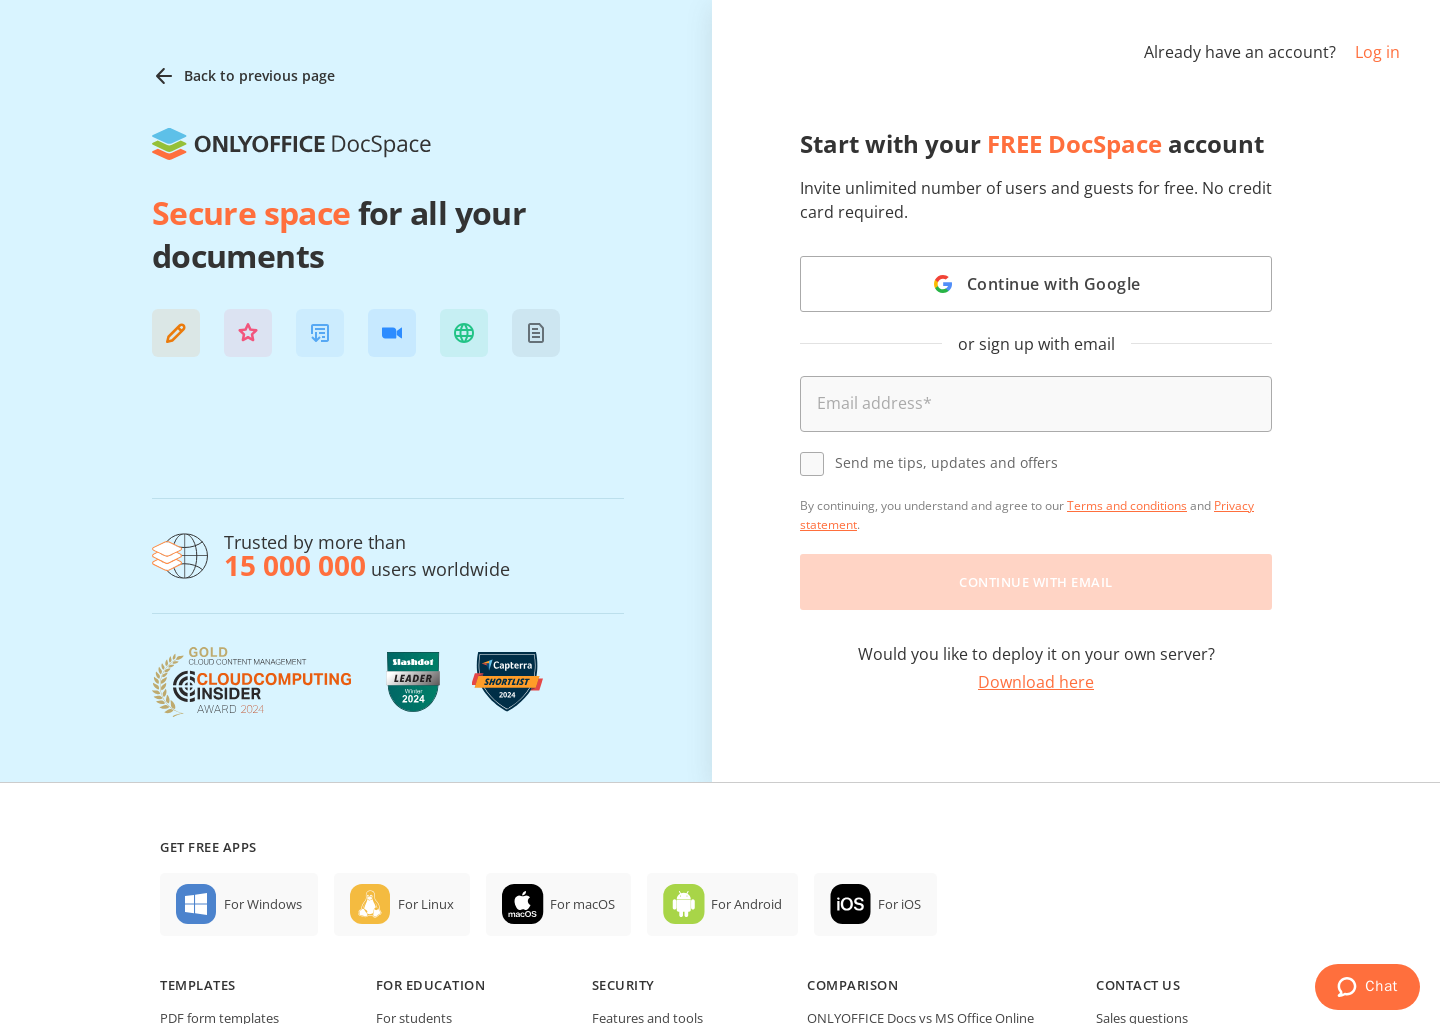 Back to previous page
Already have an account? Log in
ONLYOFFICE DocSpace
Secure space for all your
documents
Trusted by more than
15 000 000 users worldwide
GOLD
CLOUD CONTENT MANAGEMENT
CLOUDCOMPUTING
INSIDER
AWARD 2024
Slashdot
LEADER
Winter
2024
Capterra
SHORTLIST
2024
Start with your FREE DocSpace account
Invite unlimited number of users and guests for free. No credit
card required.
Continue with Google
or sign up with email
Email address*
Send me tips, updates and offers
By continuing, you understand and agree to our Terms and conditions and Privacy
statement.
CONTINUE WITH EMAIL
Would you like to deploy it on your own server?
Download here
GET FREE APPS
For Windows
For Linux
macOS
For macOS
For Android
iOS
For iOS
TEMPLATES
FOR EDUCATION
SECURITY
COMPARISON
CONTACT US
PDF form templates
For students
Features and tools
ONLYOFFICE Docs vs MS Office Online
Sales questions
Chat